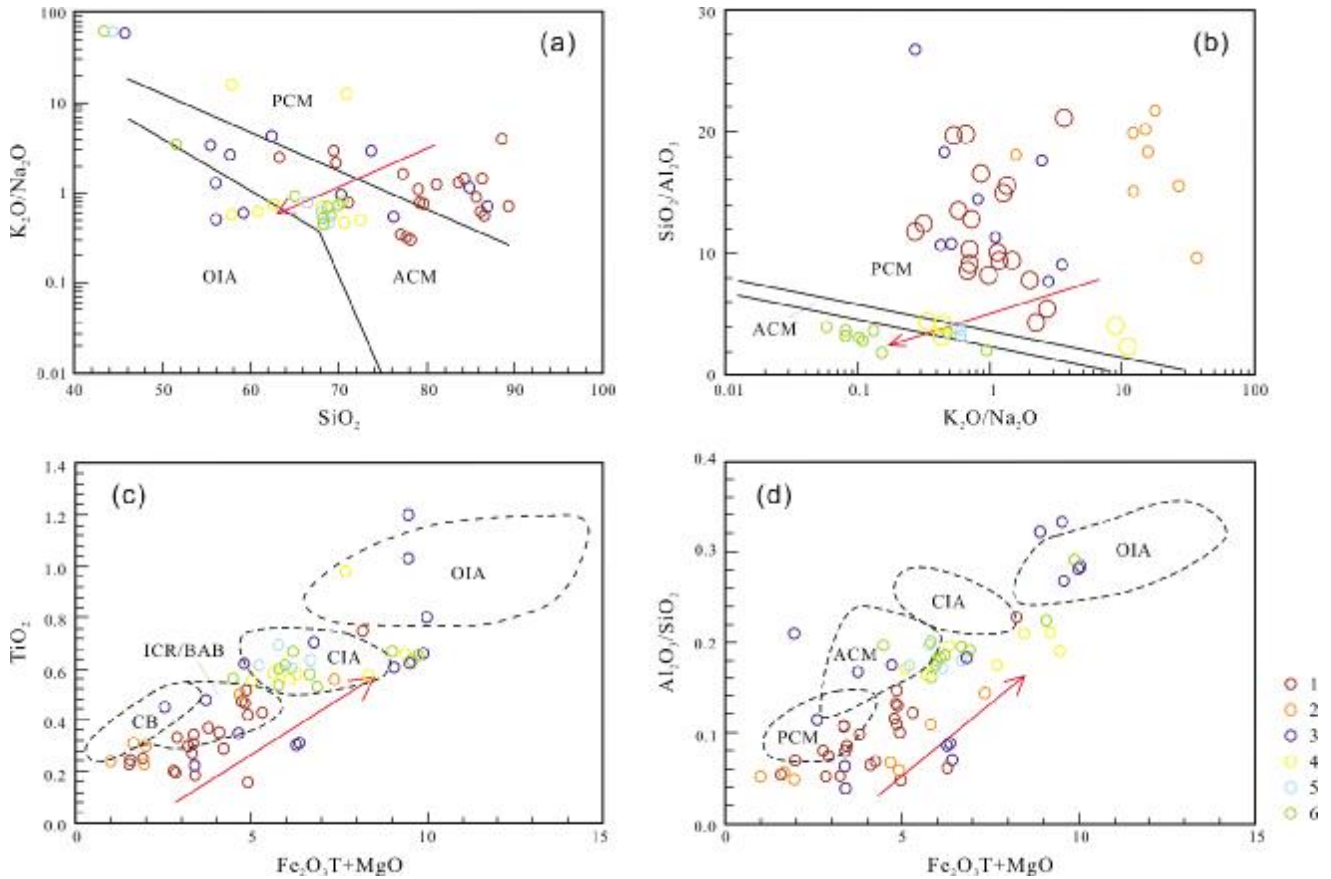 (a)
100
10
1
0.1
0.01
K₂O/Na₂O
PCM
OIA
ACM
40 50 60 70 80 90 100
SiO₂
(b)
30
20
10
0
SiO₂/Al₂O₃
PCM
ACM
0.01 0.1 1 10 100
K₂O/Na₂O
(c)
1.4
1.2
1.0
0.8
0.6
0.4
0.2
0.0
TiO₂
OIA
ICR/BAB
CIA
CB
0 5 10 15
Fe₂O₃T+MgO
(d)
0.4
0.3
0.2
0.1
0.0
Al₂O₃/SiO₂
OIA
CIA
ACM
PCM
0 5 10 15
Fe₂O₃T+MgO
1
2
3
4
5
6